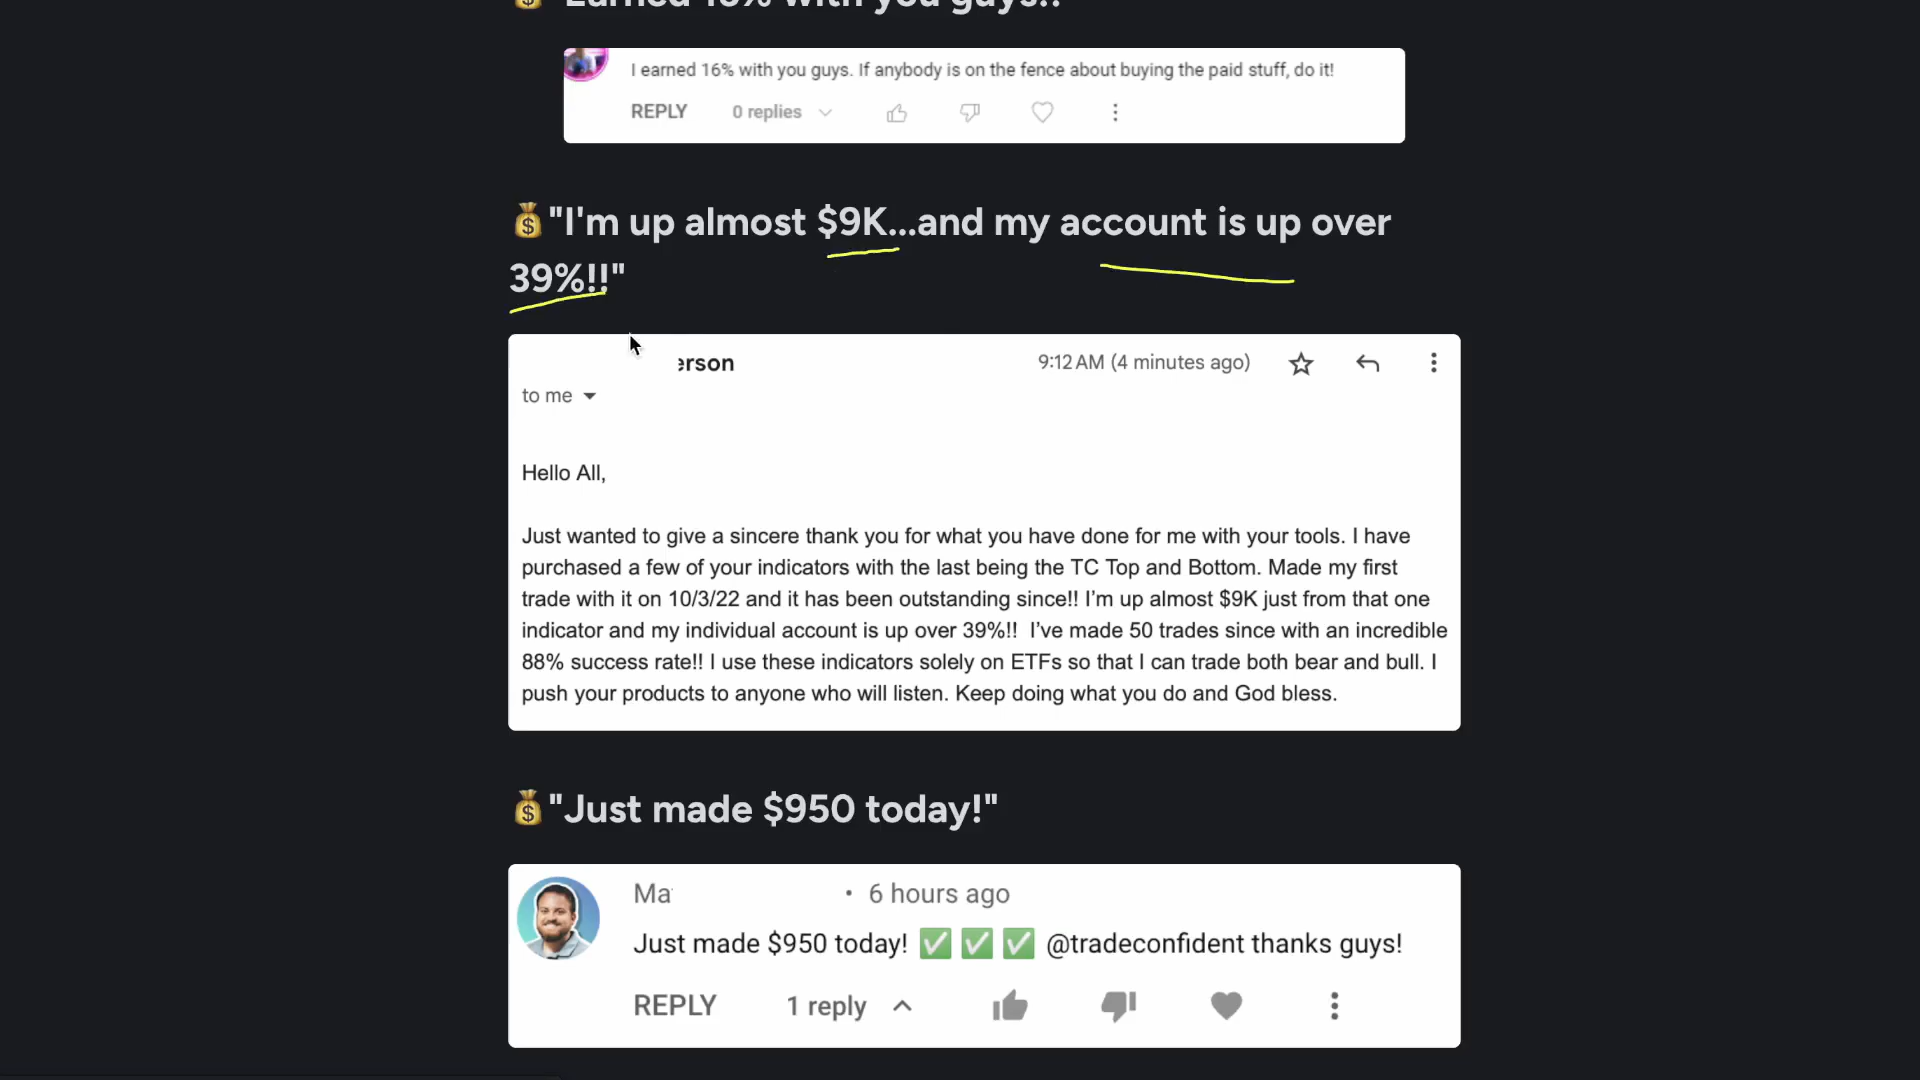 "Earned 16% with you guys!!
I earned 16% with you guys. If anybody is on the fence about buying the paid stuff, do it!
REPLY 0 replies
"I'm up almost $9K...and my account is up over
39%!!"
erson 9:12 AM (4 minutes ago)
to me
Hello All,
Just wanted to give a sincere thank you for what you have done for me with your tools. I have
purchased a few of your indicators with the last being the TC Top and Bottom. Made my first
trade with it on 10/3/22 and it has been outstanding since!! I'm up almost $9K just from that one
indicator and my individual account is up over 39%!! I've made 50 trades since with an incredible
88% success rate!! I use these indicators solely on ETFs so that I can trade both bear and bull. I
push your products to anyone who will listen. Keep doing what you do and God bless.
"Just made $950 today!"
Ma • 6 hours ago
Just made $950 today! ✅ ✅ ✅ @tradeconfident thanks guys!
REPLY 1 reply